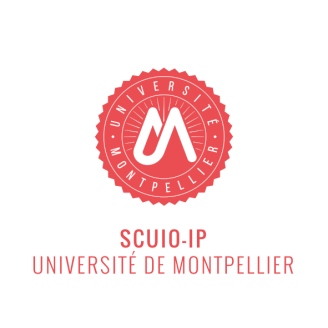 · UNIVERSITÉ ·
MONTPELLIER
SCUIO-IP
UNIVERSITÉ DE MONTPELLIER